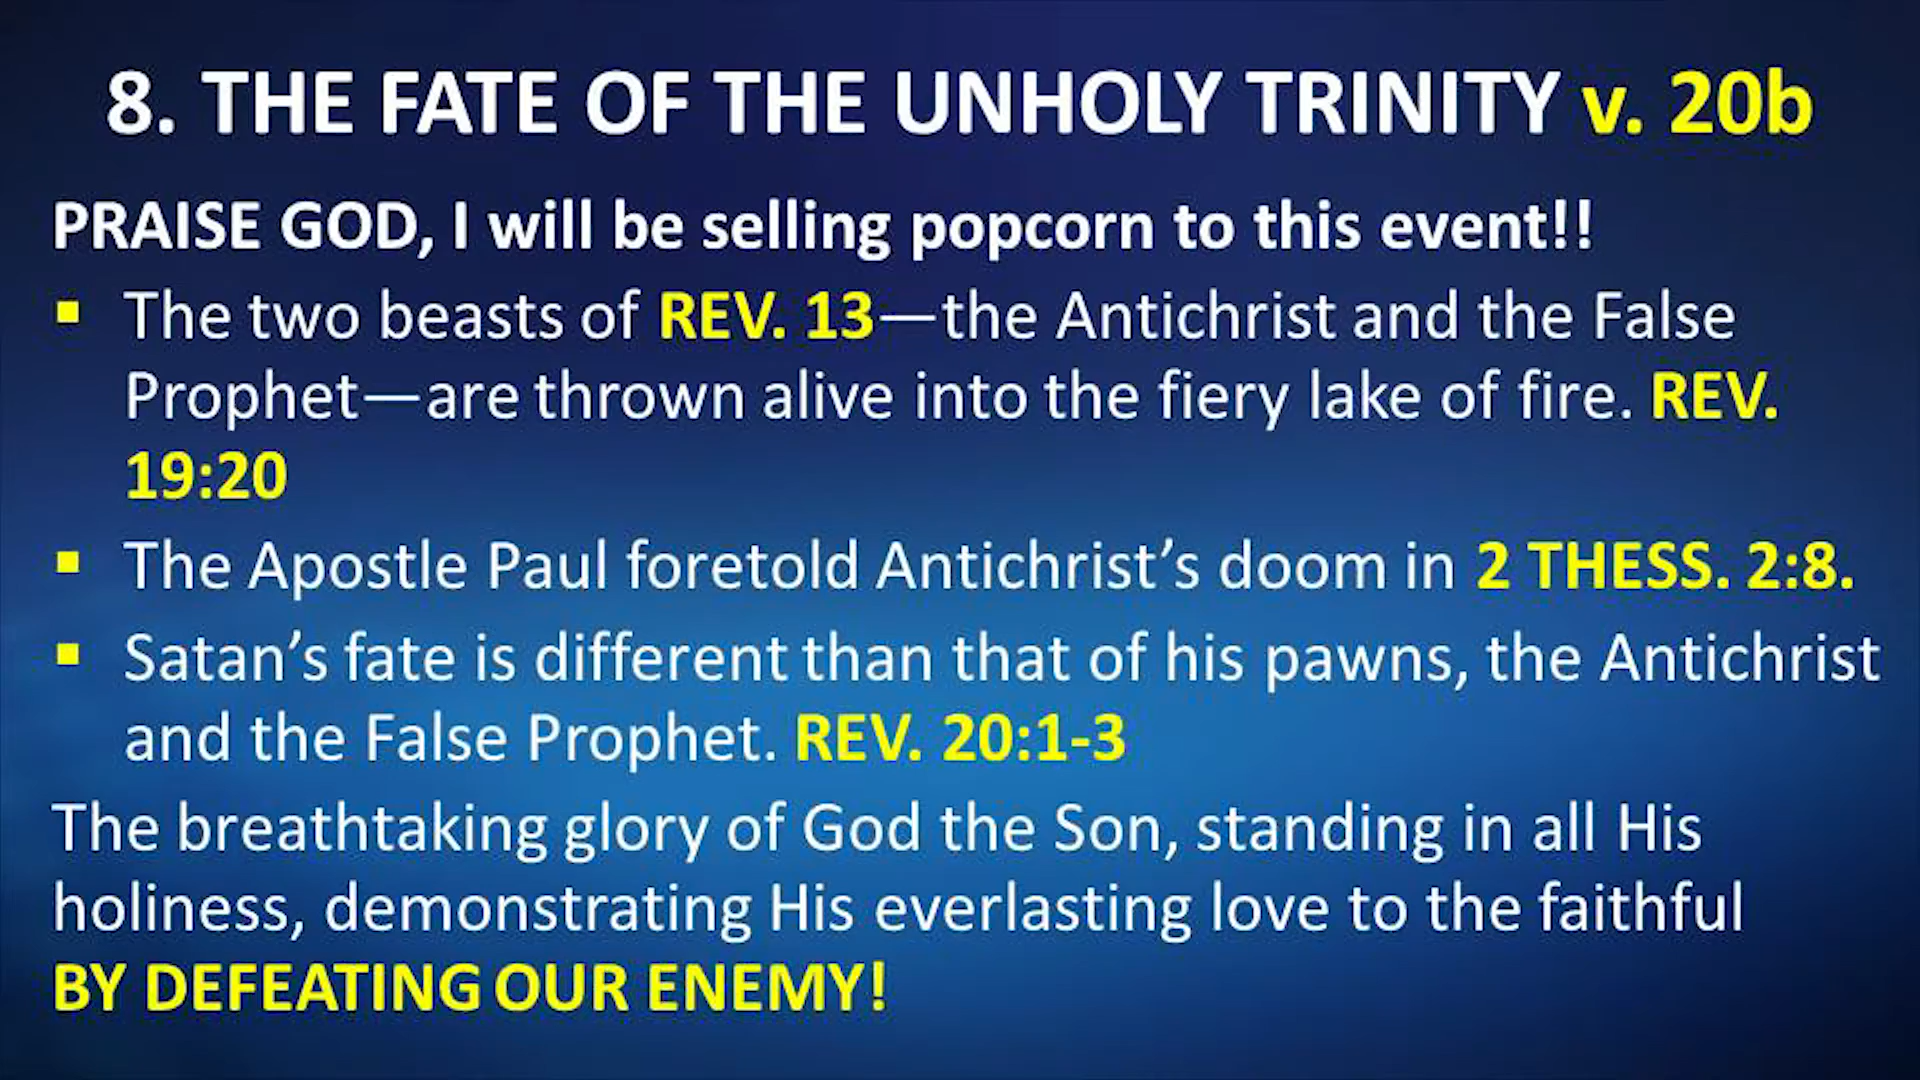 8. THE FATE OF THE UNHOLY TRINITY v. 20b
PRAISE GOD, I will be selling popcorn to this event!!
▪ The two beasts of REV. 13—the Antichrist and the False
Prophet—are thrown alive into the fiery lake of fire. REV.
19:20
▪ The Apostle Paul foretold Antichrist’s doom in 2 THESS. 2:8.
▪ Satan’s fate is different than that of his pawns, the Antichrist
and the False Prophet. REV. 20:1-3
The breathtaking glory of God the Son, standing in all His
holiness, demonstrating His everlasting love to the faithful
BY DEFEATING OUR ENEMY!